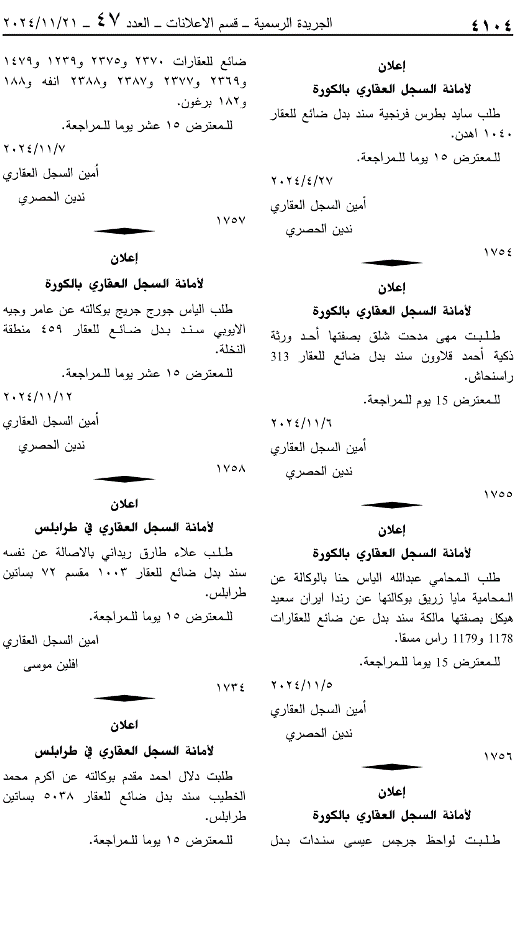 ٤١٠٤
الجريدة الرسمية ــ قسم الاعلانات ــ العدد ٤٧ ــ ٢٠٢٤/١١/٢١
إعلان
لأمانة السجل العقاري بالكورة
طلب سايد بطرس فرنجية سند بدل ضائع للعقار
١٠٤٠ اهدن.
للمعترض ١٥ يوما للمراجعة.
٢٠٢٤/٤/٢٧
أمين السجل العقاري
ندين الحصري
١٧٥٤
إعلان
لأمانة السجل العقاري بالكورة
طلبت مهى مدحت شلق بصفتها أحد ورثة
ذكية أحمد قلاوون سند بدل ضائع للعقار 313
راسنحاش.
للمعترض 15 يوم للمراجعة.
٢٠٢٤/١١/٦
أمين السجل العقاري
ندين الحصري
١٧٥٥
إعلان
لأمانة السجل العقاري بالكورة
طلب المحامي عبدالله الياس حنا بالوكالة عن
المحامية مايا زريق بوكالتها عن رندا ايران سعيد
هيكل بصفتها مالكة سند بدل عن ضائع للعقارات
1178 و1179 راس مسقا.
للمعترض 15 يوما للمراجعة.
٢٠٢٤/١١/٥
أمين السجل العقاري
ندين الحصري
١٧٥٦
إعلان
لأمانة السجل العقاري بالكورة
طلبت لواحظ جرجس عيسى سندات بدل
ضائع للعقارات ٢٣٧٠ و٢٣٧٥ و١٢٣٩ و١٤٧٩
و٢٣٦٩ و٢٣٧٧ و٢٣٨٧ و٢٣٨٨ انفه و١٨٨
و١٨٢ برغون.
للمعترض ١٥ عشر يوما للمراجعة.
٢٠٢٤/١١/٧
أمين السجل العقاري
ندين الحصري
١٧٥٧
إعلان
لأمانة السجل العقاري بالكورة
طلب الياس جورج جريج بوكالته عن عامر وجيه
الايوبي سند بدل ضائع للعقار ٤٥٩ منطقة
النخلة.
للمعترض ١٥ عشر يوما للمراجعة.
٢٠٢٤/١١/١٢
أمين السجل العقاري
ندين الحصري
١٧٥٨
اعلان
لأمانة السجل العقاري في طرابلس
طلب علاء طارق ريداني بالاصالة عن نفسه
سند بدل ضائع للعقار ١٠٠٣ مقسم ٧٢ بساتين
طرابلس.
للمعترض ١٥ يوما للمراجعة.
امين السجل العقاري
افلين موسى
١٧٣٤
اعلان
لأمانة السجل العقاري في طرابلس
طلبت دلال احمد مقدم بوكالته عن اكرم محمد
الخطيب سند بدل ضائع للعقار ٥٠٣٨ بساتين
طرابلس.
للمعترض ١٥ يوما للمراجعة.